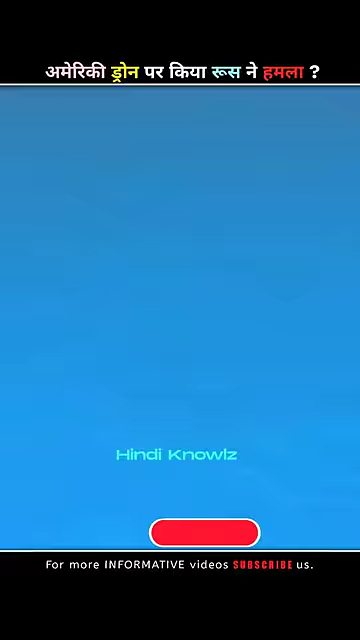 अमेरिकी ड्रोन पर किया रूस ने हमला ?
Hindi Knowlz
For more INFORMATIVE videos SUBSCRIBE us.